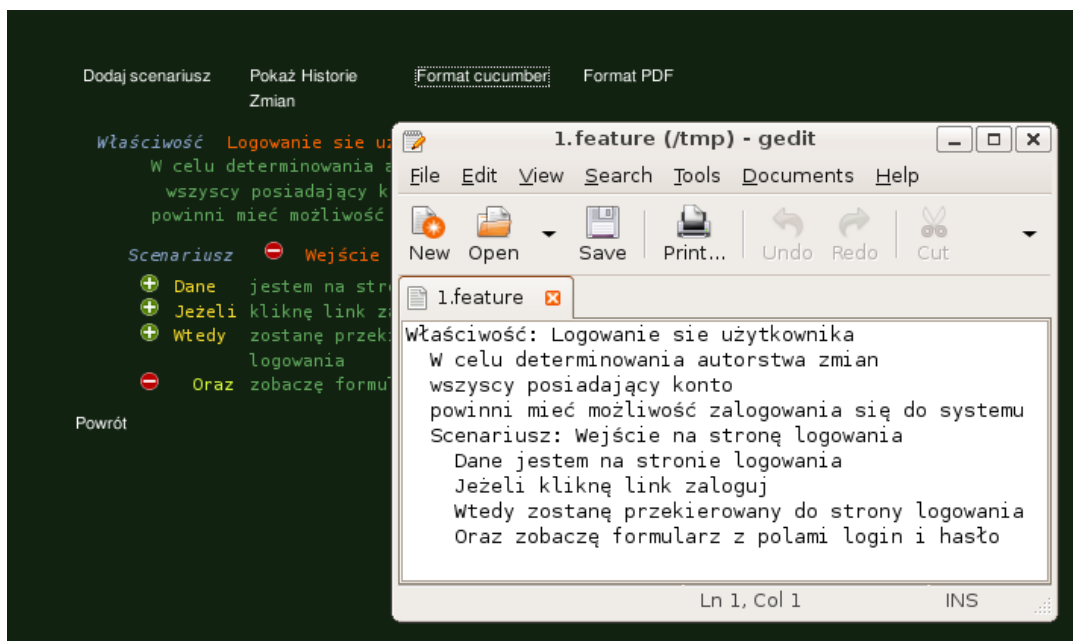 Dodaj scenariusz Pokaż Historie Zmian Format cucumber Format PDF
Właściwość Logowanie sie
W celu determinowania
wszyscy posiadający
powinni mieć możliwość
Scenariusz Wejście
Dane jestem na
Jeżeli kliknę link
Wtedy zostanę
logowania
Oraz zobaczę
Powrót
1.feature (/tmp) - gedit
File Edit View Search Tools Documents Help
New Open Save Print... Undo Redo Cut
1.feature
Właściwość: Logowanie sie użytkownika
W celu determinowania autorstwa zmian
wszyscy posiadający konto
powinni mieć możliwość zalogowania się do systemu
Scenariusz: Wejście na stronę logowania
Dane jestem na stronie logowania
Jeżeli kliknę link zaloguj
Wtedy zostanę przekierowany do strony logowania
Oraz zobaczę formularz z polami login i hasło
Ln 1, Col 1 INS